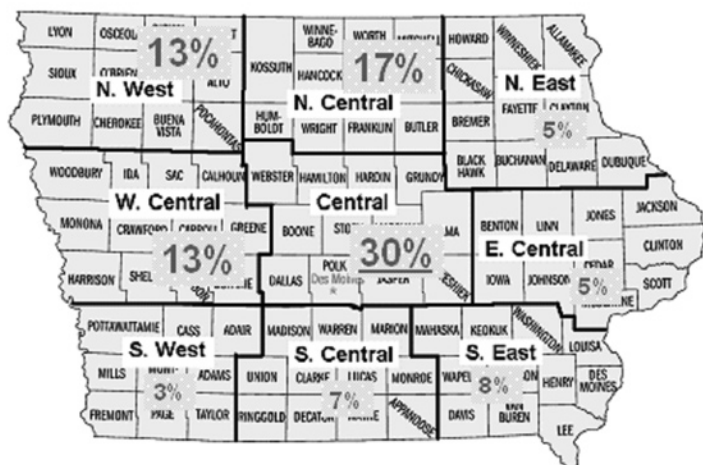 LYON
WINNE-
BAGO
WORTH
HOWARD
WINNESHIEK
ALLAMAKEE
13%
17%
SIOUX
KOSSUTH
HANCOCK
CHICKASAW
N. West
N. Central
N. East
PLYMOUTH
CHEROKEE
BUENA
VISTA
POCAHONTAS
HUM-
BOLDT
WRIGHT
FRANKLIN
BUTLER
BREMER
FAYETTE
CLAYTON
5%
BLACK
HAWK
BUCHANAN
DELAWARE
DUBUQUE
WOODBURY
IDA
SAC
CALHOUN
WEBSTER
HAMILTON
HARDIN
GRUNDY
W. Central
Central
MONONA
CRAWFORD
CARROLL
GREENE
BOONE
BENTON
LINN
JONES
JACKSON
E. Central
CLINTON
13%
30%
HARRISON
DALLAS
POLK
Des Moines
JASPER
IOWA
JOHNSON
CEDAR
SCOTT
5%
POTTAWATTAMIE
CASS
ADAIR
MADISON
WARREN
MARION
MAHASKA
KEOKUK
WASHINGTON
LOUISA
S. West
S. Central
S. East
MILLS
ADAMS
UNION
CLARKE
LUCAS
MONROE
HENRY
DES
MOINES
3%
7%
8%
FREMONT
PAGE
TAYLOR
RINGGOLD
DECATUR
APPANOOSE
DAVIS
VAN
BUREN
LEE